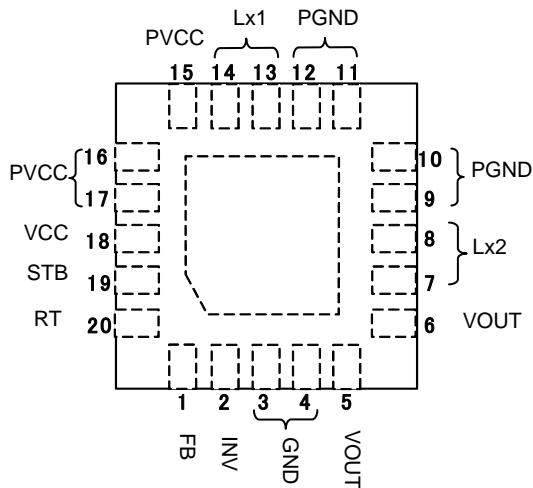 Lx1 PGND
PVCC
15 14 13 12 11
16 10
PVCC PGND
17 9
VCC 18 8
Lx2
STB 19 7
RT 20 6 VOUT
1 2 3 4 5
FB INV GND VOUT